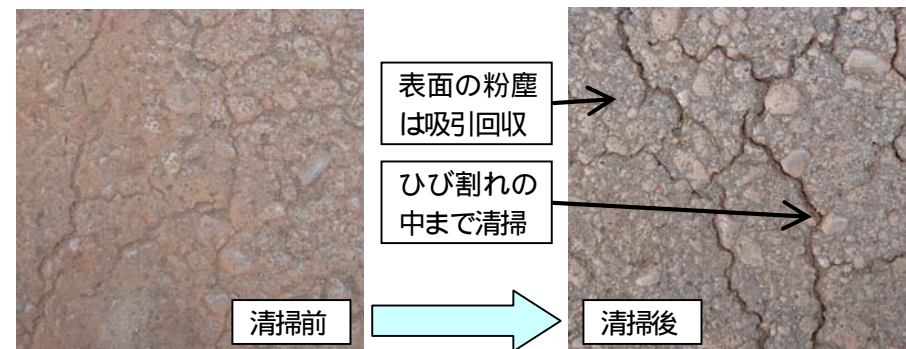 表面の粉塵
は吸引回収
ひび割れの
中まで清掃
清掃前
清掃後